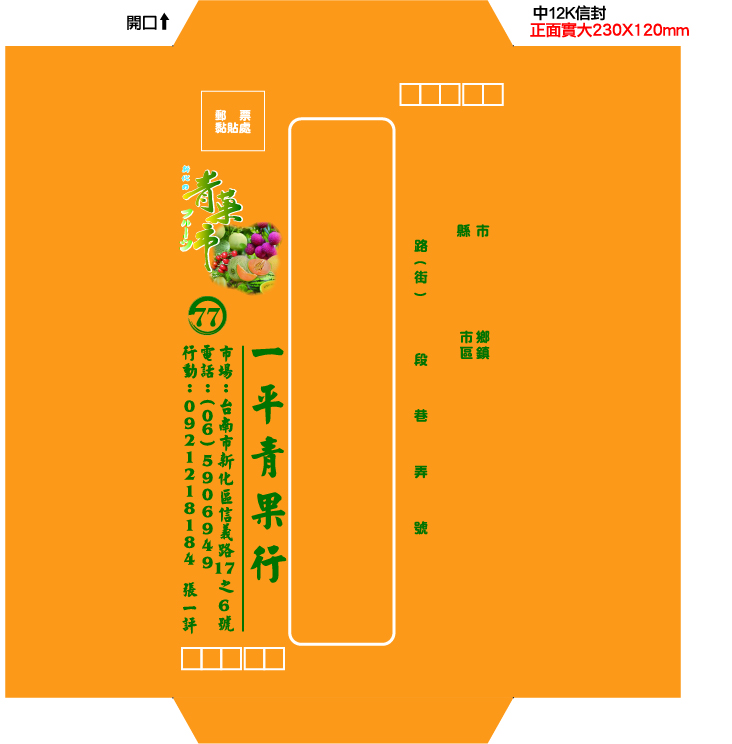 開口↑
中12K信封
正面實大230X120mm
郵 票
黏貼處
縣市
路(街)
鄉鎮
市區
段
巷
弄
號
新化の
青菓市
フルーツ
77
一平青果行
市場：台南市新化區信義路17之6號
電話：(06)5906949
行動：0921218184 張一評